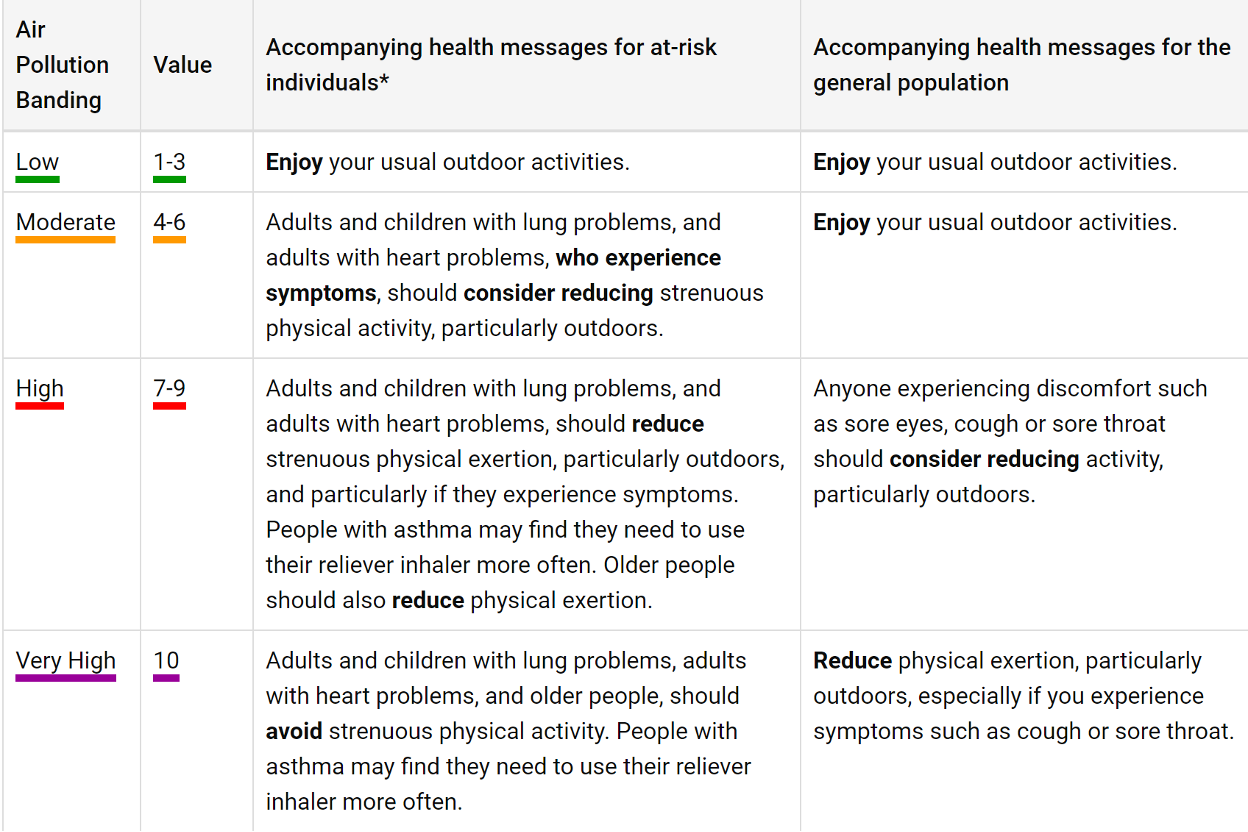 Air
Pollution
Banding
Value
Accompanying health messages for at-risk
individuals*
Accompanying health messages for the
general population
Low
1-3
Enjoy your usual outdoor activities.
Enjoy your usual outdoor activities.
Moderate
4-6
Adults and children with lung problems, and
adults with heart problems, who experience
symptoms, should consider reducing strenuous
physical activity, particularly outdoors.
Enjoy your usual outdoor activities.
High
7-9
Adults and children with lung problems, and
adults with heart problems, should reduce
strenuous physical exertion, particularly outdoors,
and particularly if they experience symptoms.
People with asthma may find they need to use
their reliever inhaler more often. Older people
should also reduce physical exertion.
Anyone experiencing discomfort such
as sore eyes, cough or sore throat
should consider reducing activity,
particularly outdoors.
Very High
10
Adults and children with lung problems, adults
with heart problems, and older people, should
avoid strenuous physical activity. People with
asthma may find they need to use their reliever
inhaler more often.
Reduce physical exertion, particularly
outdoors, especially if you experience
symptoms such as cough or sore throat.